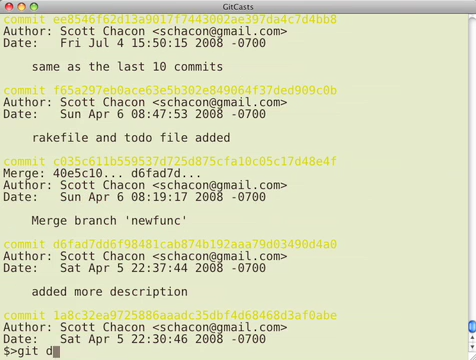 GitCasts
commit ee8546f62d13a9017f7443002ae397da4c7d4bb8
Author: Scott Chacon <schacon@gmail.com>
Date:   Fri Jul 4 15:50:15 2008 -0700
same as the last 10 commits
commit f65a297eb0ace63e5b302e849064f37ded909c0b
Author: Scott Chacon <schacon@gmail.com>
Date:   Sun Apr 6 08:47:53 2008 -0700
rakefile and todo file added
commit c035c611b559537d725d875cfa10c05c17d48e4f
Merge: 40e5c10... d6fad7d...
Author: Scott Chacon <schacon@gmail.com>
Date:   Sun Apr 6 08:19:17 2008 -0700
Merge branch 'newfunc'
commit d6fad7dd6f98481cab874b192aaa79d03490d4a0
Author: Scott Chacon <schacon@gmail.com>
Date:   Sat Apr 5 22:37:44 2008 -0700
added more description
commit 1a8c32ea9725886aaadc35dbf4d68468d3af0abe
Author: Scott Chacon <schacon@gmail.com>
Date:   Sat Apr 5 22:30:46 2008 -0700
$>git d